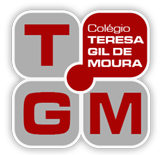 T
Colégio
TERESA
GIL DE
MOURA
G M